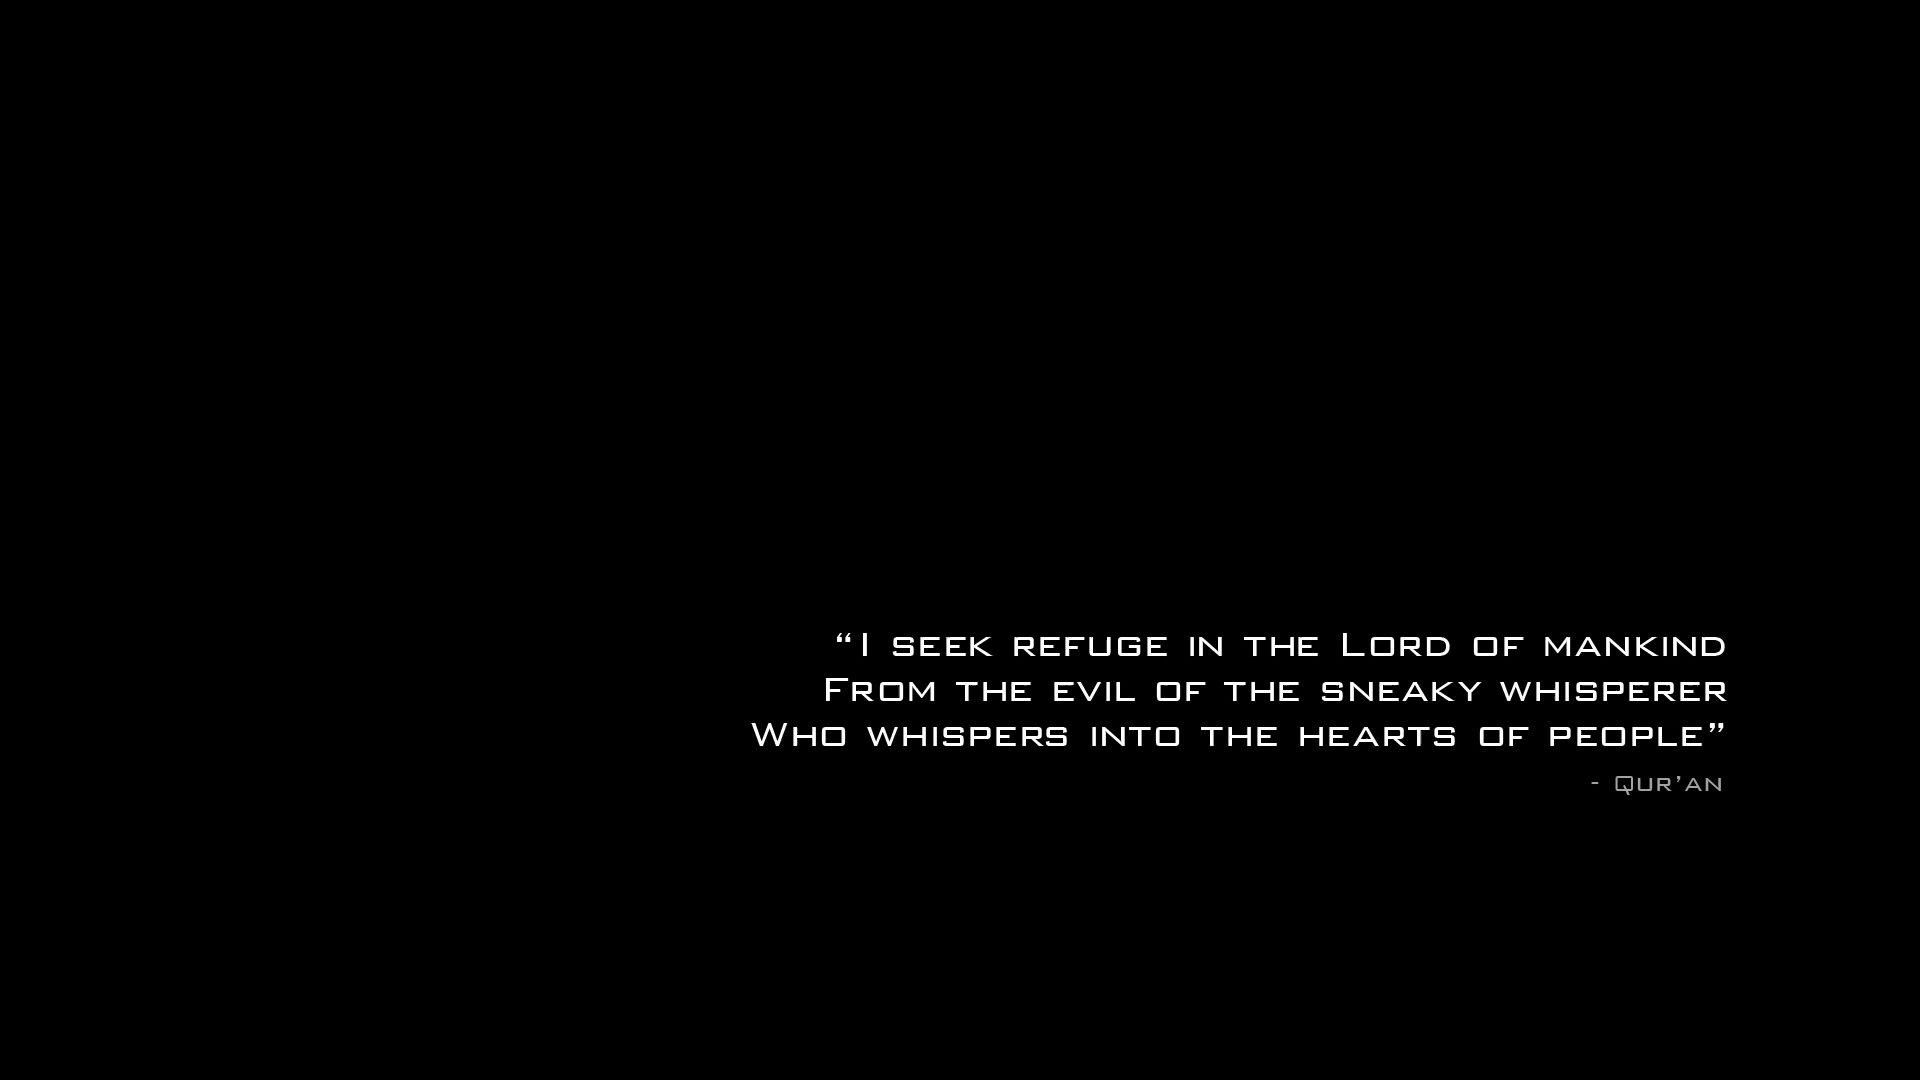 “I seek refuge in the Lord of mankind
From the evil of the sneaky whisperer
Who whispers into the hearts of people”
- Qur’an